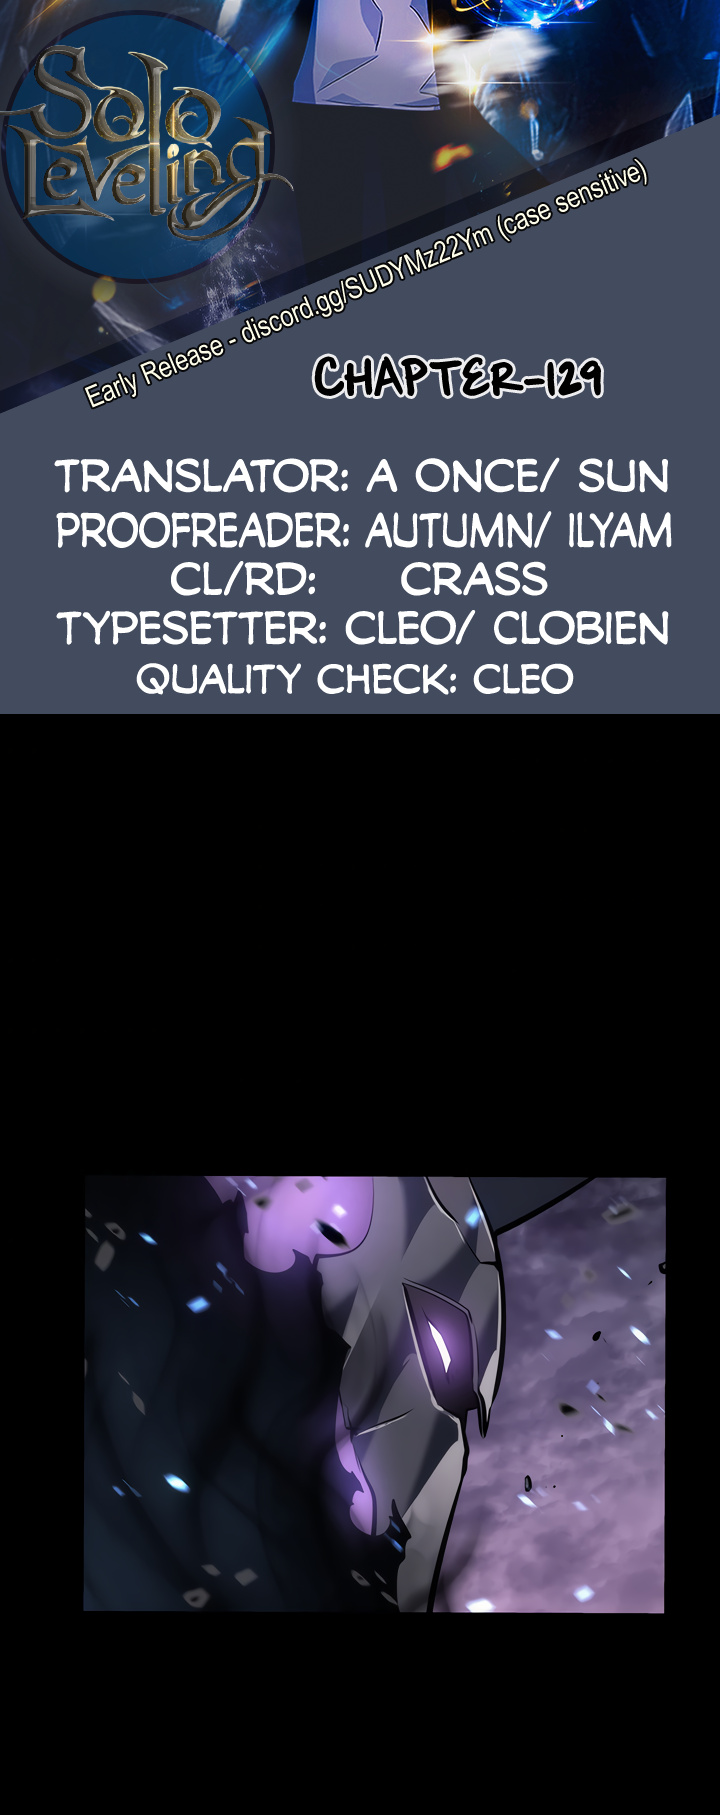 Solo
Leveling
Early Release - discord.gg/SUDYMz22Ym (case sensitive)
CHAPTER-129
TRANSLATOR: A ONCE/ SUN
PROOFREADER: AUTUMN/ ILYAM
CL/RD: CRASS
TYPESETTER: CLEO/ CLOBIEN
QUALITY CHECK: CLEO